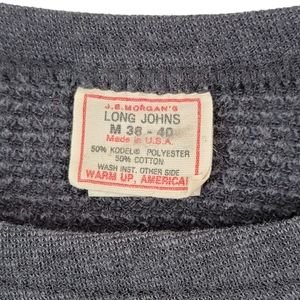 J.E. MORGAN'S
LONG JOHNS
M 38 - 40
Made in U.S.A.
50% KODEL® POLYESTER
50% COTTON
WASH INST. OTHER SIDE
WARM UP, AMERICA!